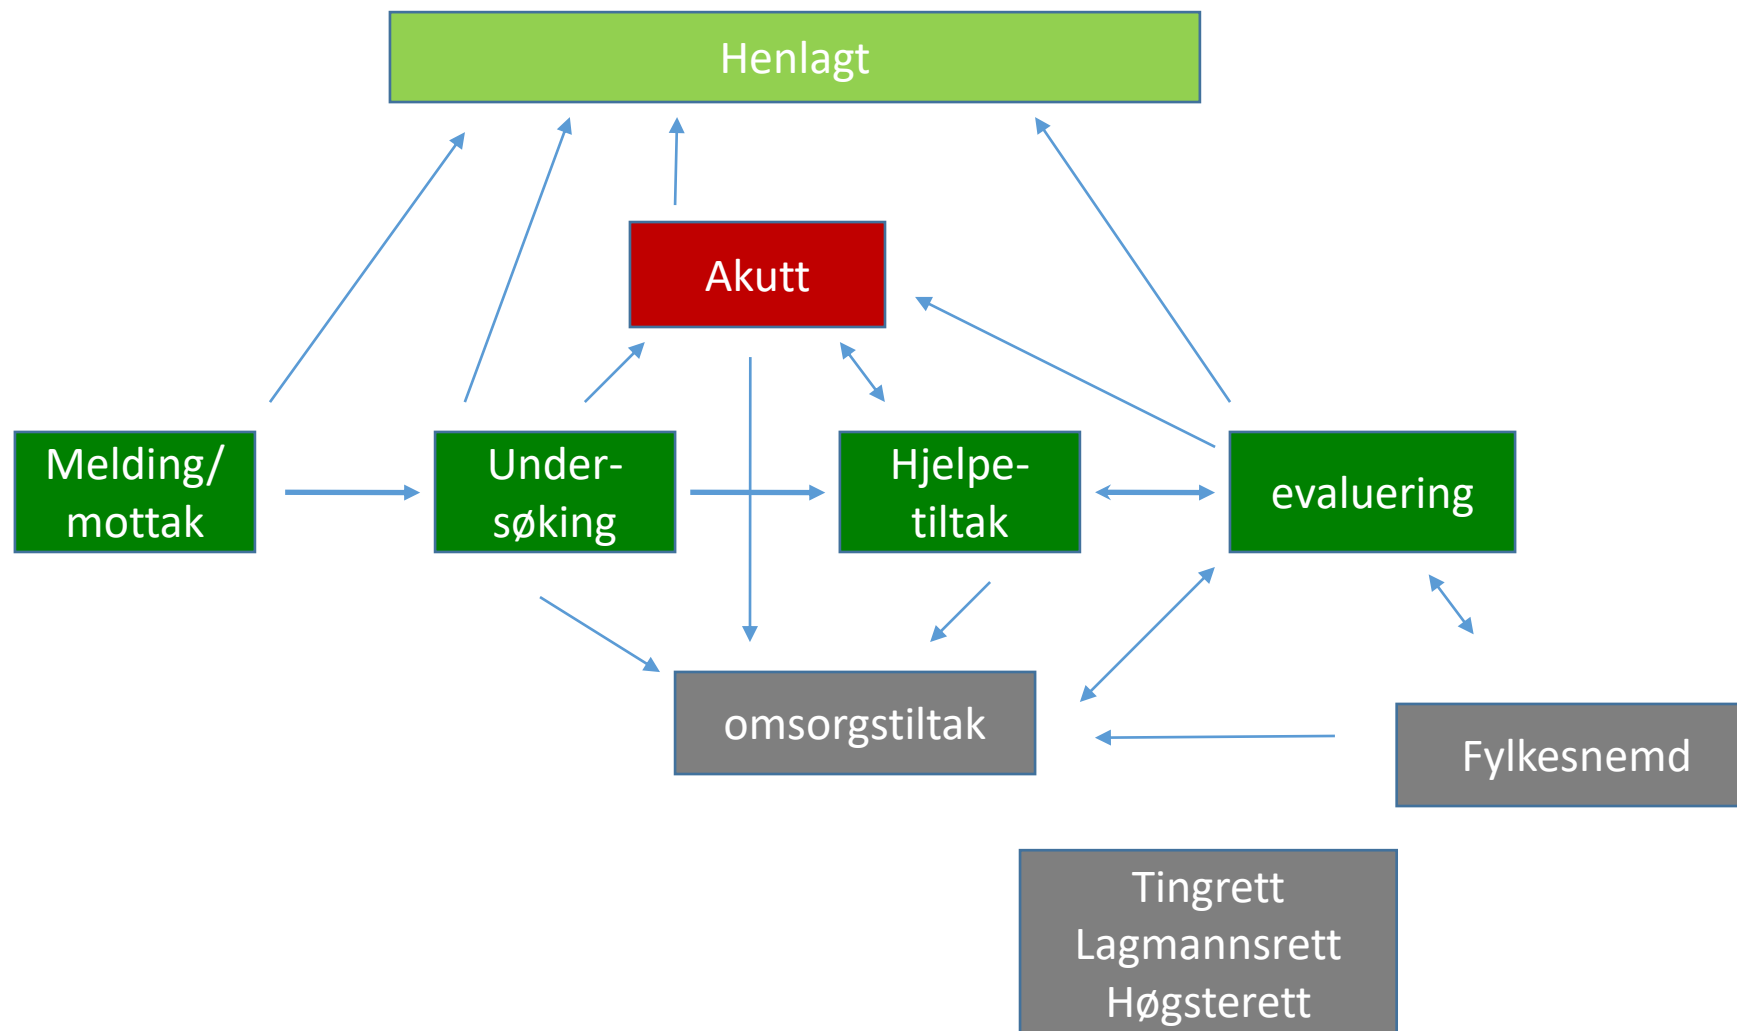 Henlagt
Akutt
Melding/
mottak
Under-
søking
Hjelpe-
tiltak
evaluering
omsorgstiltak
Fylkesnemd
Tingrett
Lagmannsrett
Høgsterett